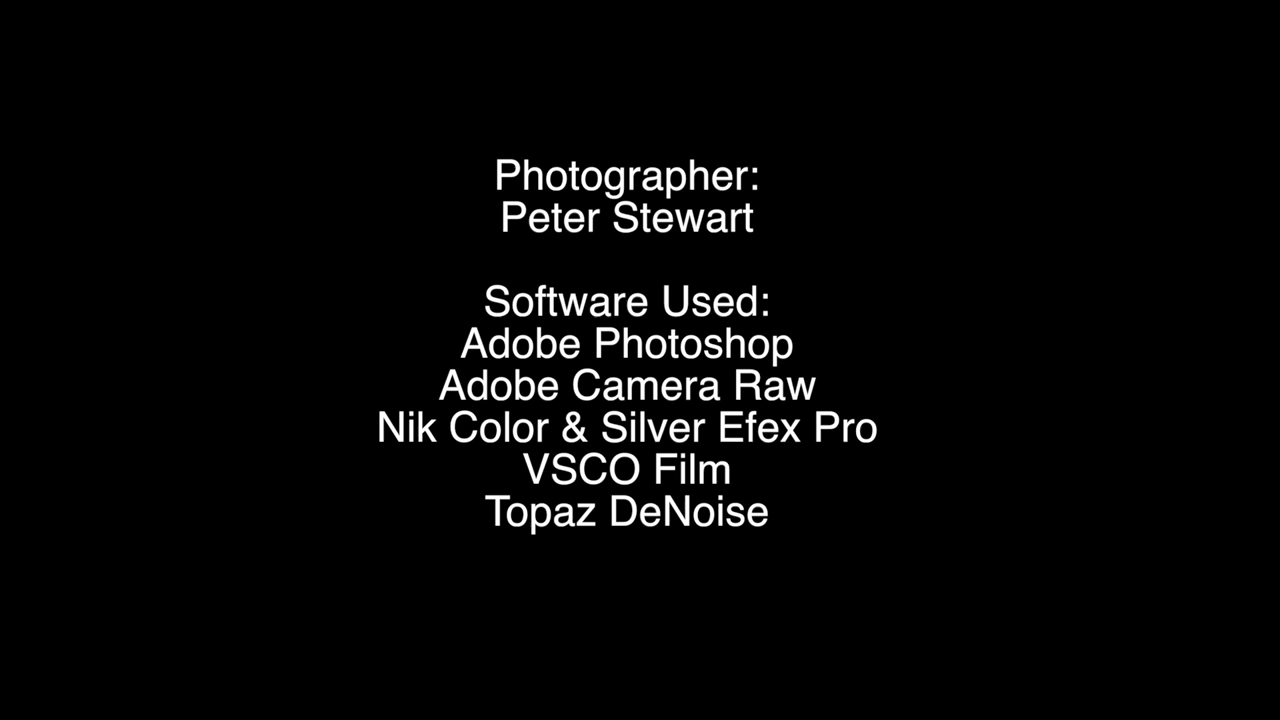 Photographer:
Peter Stewart
Software Used:
Adobe Photoshop
Adobe Camera Raw
Nik Color & Silver Efex Pro
VSCO Film
Topaz DeNoise